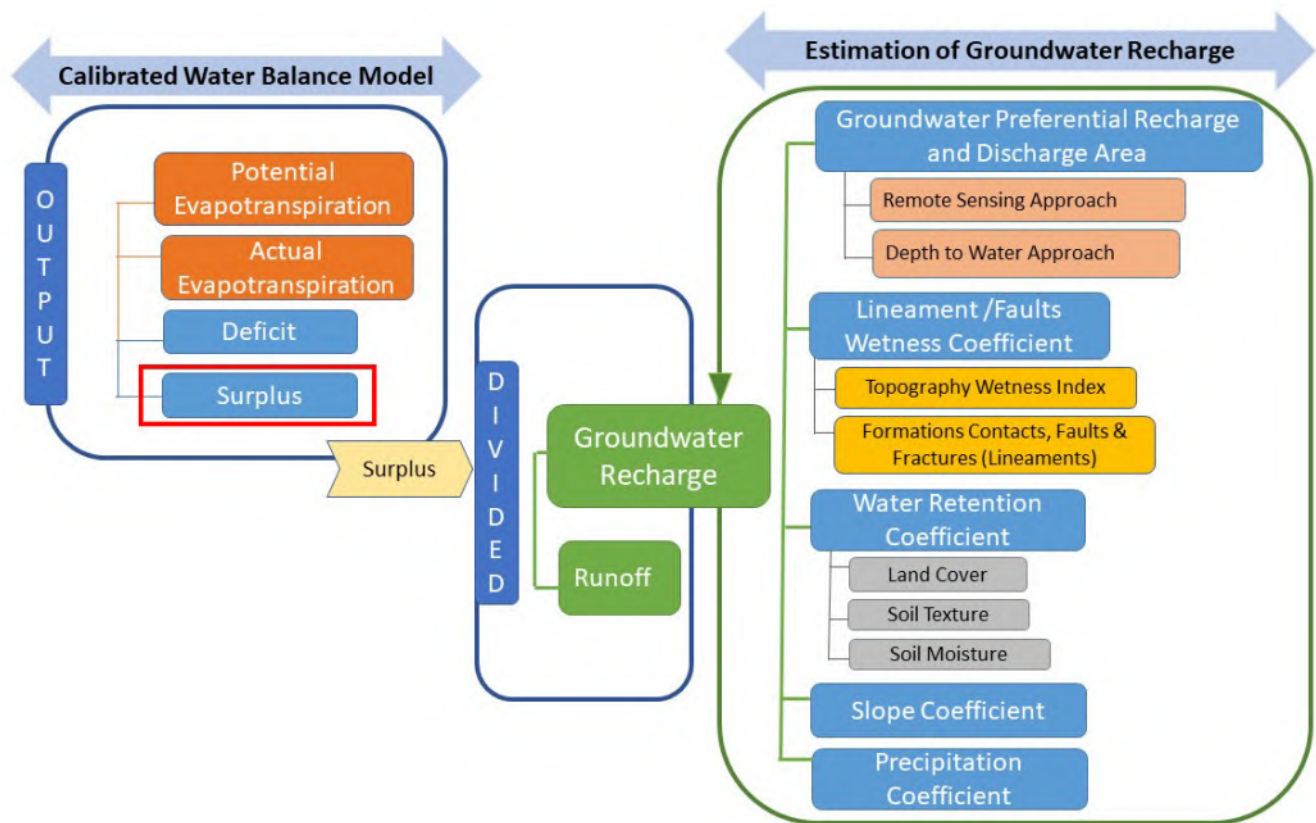 Calibrated Water Balance Model
Estimation of Groundwater Recharge
OUTPUT
Potential
Evapotranspiration
Actual
Evapotranspiration
Deficit
Surplus
Surplus
DIVIDED
Groundwater
Recharge
Runoff
Groundwater Preferential Recharge
and Discharge Area
Remote Sensing Approach
Depth to Water Approach
Lineament /Faults
Wetness Coefficient
Topography Wetness Index
Formations Contacts, Faults &
Fractures (Lineaments)
Water Retention
Coefficient
Land Cover
Soil Texture
Soil Moisture
Slope Coefficient
Precipitation
Coefficient